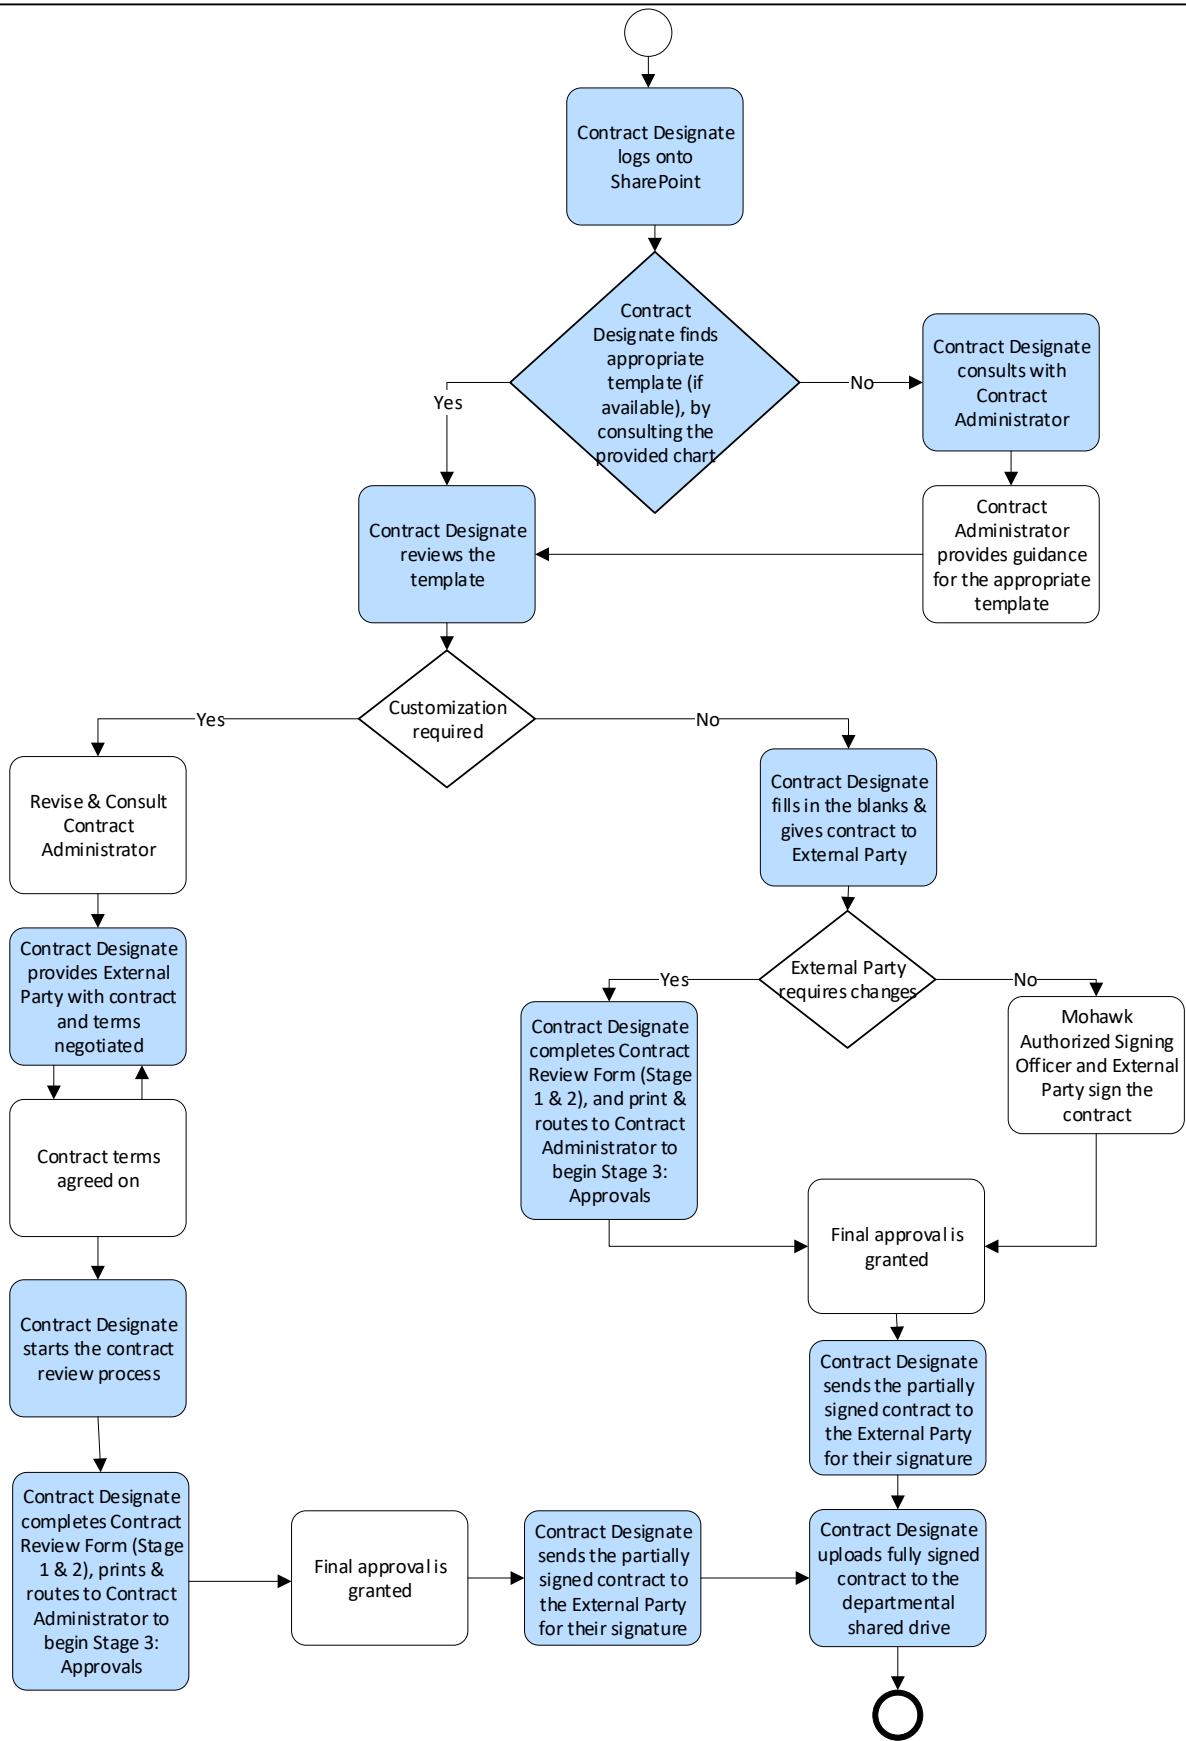 Contract Designate
logs onto
SharePoint
Contract
Designate finds
appropriate
template (if
available), by
consulting the
provided chart
Yes
No
Contract Designate
consults with
Contract
Administrator
Contract
Administrator
provides guidance
for the appropriate
template
Contract Designate
reviews the
template
Customization
required
Yes
No
Revise & Consult
Contract
Administrator
Contract Designate
fills in the blanks &
gives contract to
External Party
Contract Designate
provides External
Party with contract
and terms
negotiated
External Party
requires changes
Yes
No
Contract Designate
completes Contract
Review Form (Stage
1 & 2), and print &
routes to Contract
Administrator to
begin Stage 3:
Approvals
Mohawk
Authorized Signing
Officer and External
Party sign the
contract
Contract terms
agreed on
Final approval is
granted
Contract Designate
starts the contract
review process
Contract Designate
sends the partially
signed contract to
the External Party
for their signature
Contract Designate
completes Contract
Review Form (Stage
1 & 2), prints &
routes to Contract
Administrator to
begin Stage 3:
Approvals
Final approval is
granted
Contract Designate
sends the partially
signed contract to
the External Party
for their signature
Contract Designate
uploads fully signed
contract to the
departmental
shared drive